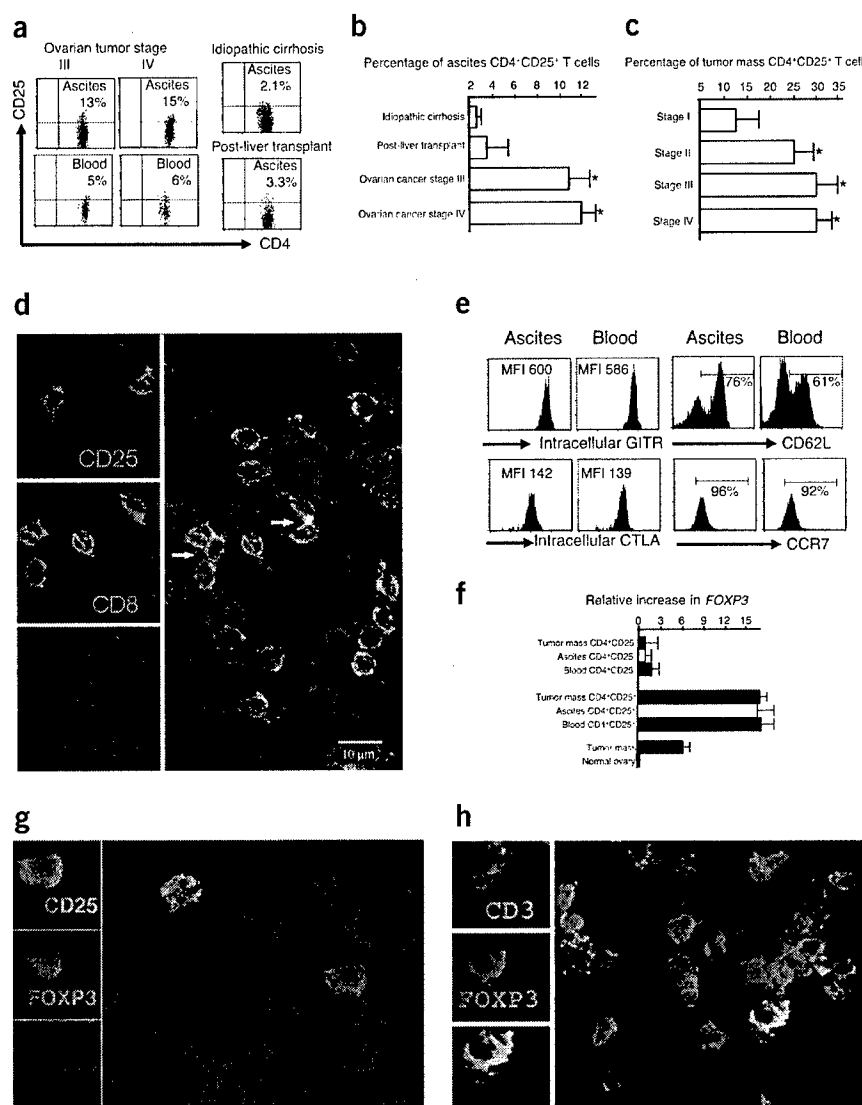 a
Ovarian tumor stage
III IV
Idiopathic cirrhosis
CD25
Ascites
13%
Ascites
15%
Ascites
2.1%
Post-liver transplant
Blood
5%
Blood
6%
Ascites
3.3%
CD4
b
Percentage of ascites CD4+CD25+ T cells
2 4 6 8 10 12
Idiopathic cirrhosis
Post-liver transplant
Ovarian cancer stage III
*
Ovarian cancer stage IV
*
c
Percentage of tumor mass CD4+CD25+ T cell
5 10 15 20 25 30 35
Stage I
Stage II
*
Stage III
*
Stage IV
*
d
CD25
CD8
10 μm
e
Ascites Blood Ascites Blood
MFI 600 MFI 586 76% 61%
Intracellular GITR CD62L
MFI 142 MFI 139 96% 92%
Intracellular CTLA CCR7
f
Relative increase in FOXP3
0 3 6 9 12 15
Tumor mass CD4+CD25
Ascites CD4+CD25
Blood CD4+CD25
Tumor mass CD4+CD25+
Ascites CD4+CD25+
Blood CD4+CD25+
Tumor mass
Normal ovary
g
CD25
FOXP3
h
CD3
FOXP3